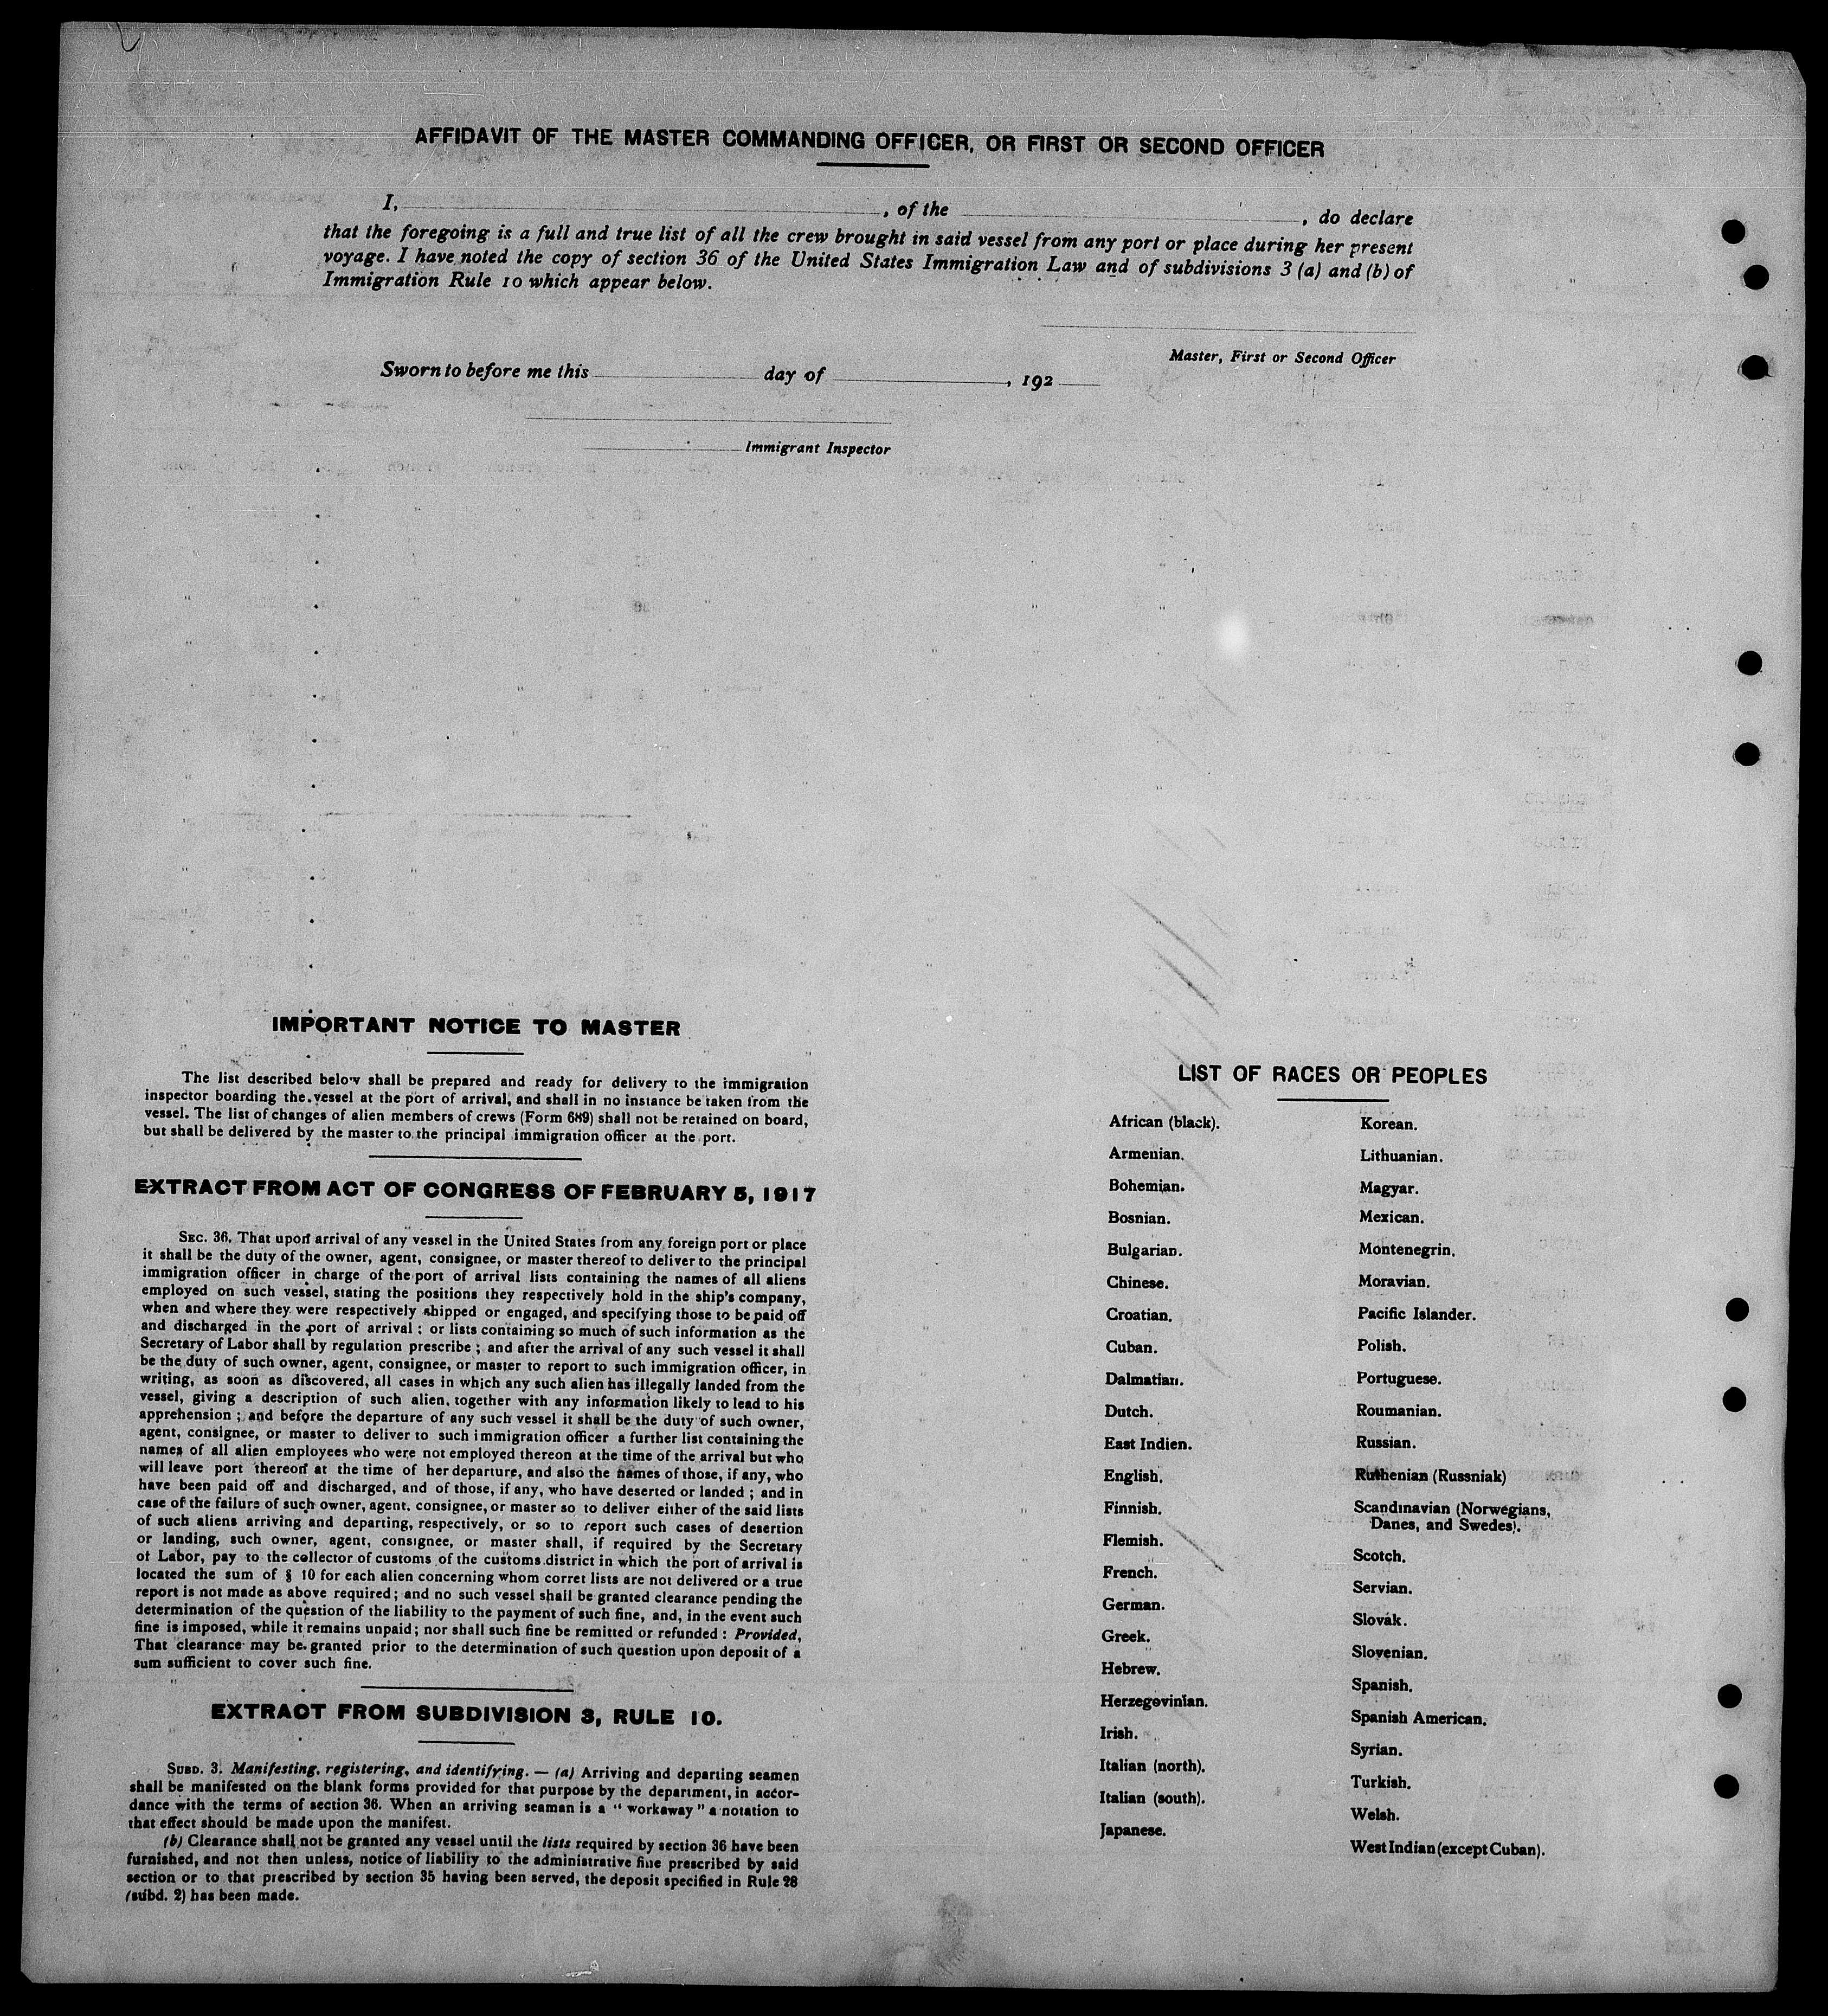 AFFIDAVIT OF THE MASTER COMMANDING OFFICER, OR FIRST OR SECOND OFFICER
I, , of the , do declare
that the foregoing is a full and true list of all the crew brought in said vessel from any port or place during her present
voyage. I have noted the copy of section 36 of the United States Immigration Law and of subdivisions 3 (a) and (b) of
Immigration Rule 10 which appear below.
Master, First or Second Officer
Sworn to before me this day of , 192
Immigrant Inspector
IMPORTANT NOTICE TO MASTER
The list described below shall be prepared and ready for delivery to the immigration
inspector boarding the vessel at the port of arrival, and shall in no instance be taken from the
vessel. The list of changes of alien members of crews (Form 689) shall not be retained on board,
but shall be delivered by the master to the principal immigration officer at the port.
EXTRACT FROM ACT OF CONGRESS OF FEBRUARY 5, 1917
SEC. 36. That upon arrival of any vessel in the United States from any foreign port or place
it shall be the duty of the owner, agent, consignee, or master thereof to deliver to the principal
immigration officer in charge of the port of arrival lists containing the names of all aliens
employed on such vessel, stating the positions they respectively hold in the ship's company,
when and where they were respectively shipped or engaged, and specifying those to be paid off
and discharged in the port of arrival ; or lists containing so much of such information as the
Secretary of Labor shall by regulation prescribe ; and after the arrival of any such vessel it shall
be the duty of such owner, agent, consignee, or master to report to such immigration officer, in
writing, as soon as discovered, all cases in which any such alien has illegally landed from the
vessel, giving a description of such alien, together with any information likely to lead to his
apprehension ; and before the departure of any such vessel it shall be the duty of such owner,
agent, consignee, or master to deliver to such immigration officer a further list containing the
names of all alien employees who were not employed thereon at the time of the arrival but who
will leave port thereon at the time of her departure, and also the names of those, if any, who
have been paid off and discharged, and of those, if any, who have deserted or landed ; and in
case of the failure of such owner, agent, consignee, or master so to deliver either of the said lists
of such aliens arriving and departing, respectively, or so to report such cases of desertion
or landing, such owner, agent, consignee, or master shall, if required by the Secretary
of Labor, pay to the collector of customs of the customs district in which the port of arrival is
located the sum of § 10 for each alien concerning whom corret lists are not delivered or a true
report is not made as above required ; and no such vessel shall be granted clearance pending the
determination of the question of the liability to the payment of such fine, and, in the event such
fine is imposed, while it remains unpaid ; nor shall such fine be remitted or refunded : Provided,
That clearance may be granted prior to the determination of such question upon deposit of a
sum sufficient to cover such fine.
EXTRACT FROM SUBDIVISION 3, RULE 10.
SUBD. 3. Manifesting, registering, and identifying. — (a) Arriving and departing seamen
shall be manifested on the blank forms provided for that purpose by the department, in accor-
dance with the terms of section 36. When an arriving seaman is a " workaway " a notation to
that effect should be made upon the manifest.
(b) Clearance shall not be granted any vessel until the lists required by section 36 have been
furnished, and not then unless, notice of liability to the administrative fine prescribed by said
section or to that prescribed by section 35 having been served, the deposit specified in Rule 28
(subd. 2) has been made.
LIST OF RACES OR PEOPLES
African (black).
Armenian.
Bohemian.
Bosnian.
Bulgarian.
Chinese.
Croatian.
Cuban.
Dalmatian.
Dutch.
East Indien.
English.
Finnish.
Flemish.
French.
German.
Greek.
Hebrew.
Herzegovinian.
Irish.
Italian (north).
Italian (south).
Japanese.
Korean.
Lithuanian.
Magyar.
Mexican.
Montenegrin.
Moravian.
Pacific Islander.
Polish.
Portuguese.
Roumanian.
Russian.
Ruthenian (Russniak)
Scandinavian (Norwegians,
Danes, and Swedes).
Scotch.
Servian.
Slovak.
Slovenian.
Spanish.
Spanish American.
Syrian.
Turkish.
Welsh.
West Indian (except Cuban).